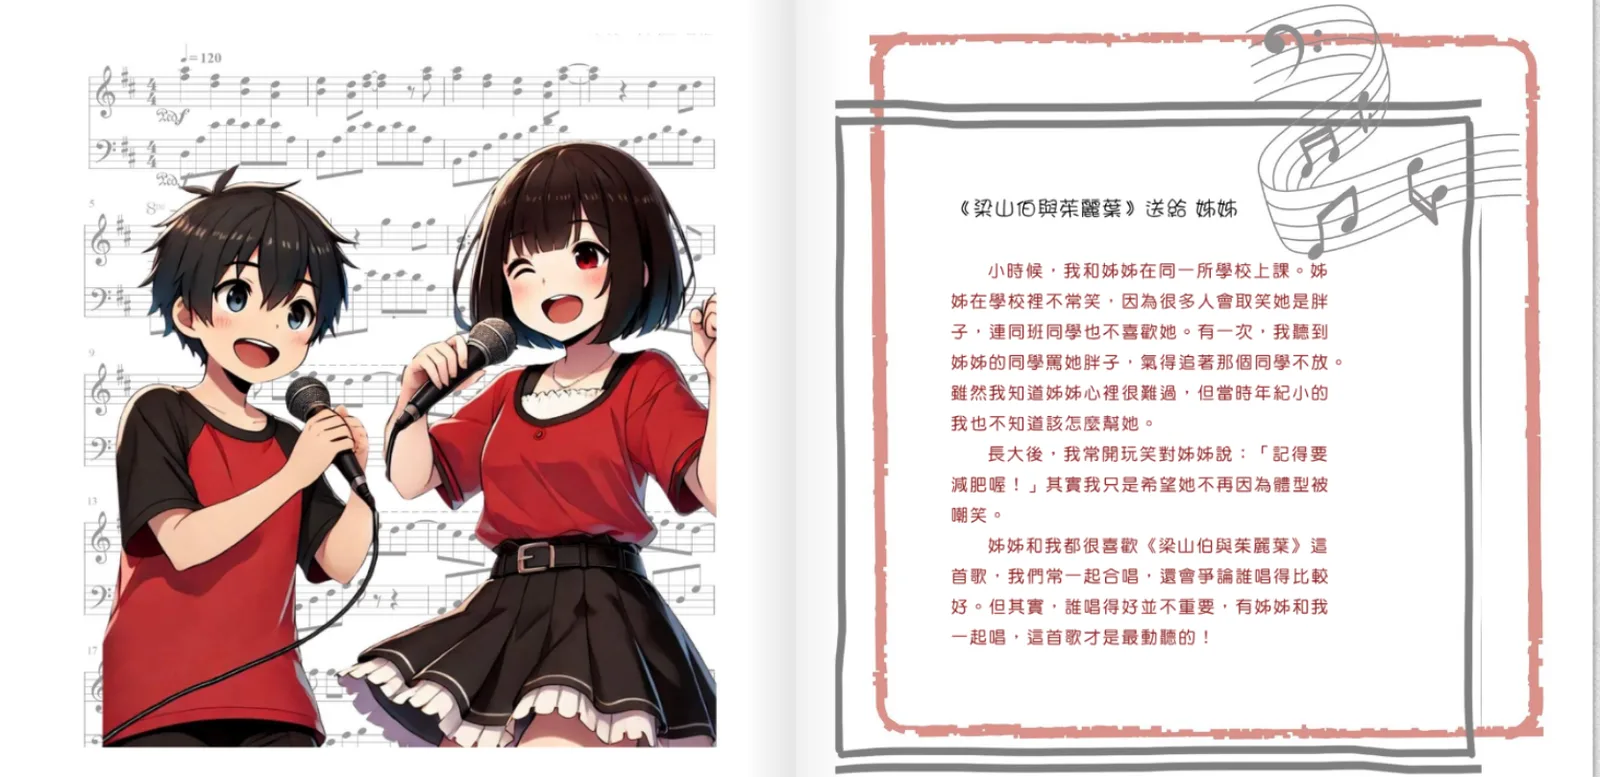 ♩=120
5
8va
9
13
17
《梁山伯與茱麗葉》送給 姊姊
小時候，我和姊姊在同一所學校上課。姊
姊在學校裡不常笑，因為很多人會取笑她是胖
子，連同班同學也不喜歡她。有一次，我聽到
姊姊的同學罵她胖子，氣得追著那個同學不放。
雖然我知道姊姊心裡很難過，但當時年紀小的
我也不知道該怎麼幫她。
長大後，我常開玩笑對姊姊說：「記得要
減肥喔！」其實我只是希望她不再因為體型被
嘲笑。
姊姊和我都很喜歡《梁山伯與茱麗葉》這
首歌，我們常一起合唱，還會爭論誰唱得比較
好。但其實，誰唱得好並不重要，有姊姊和我
一起唱，這首歌才是最動聽的！